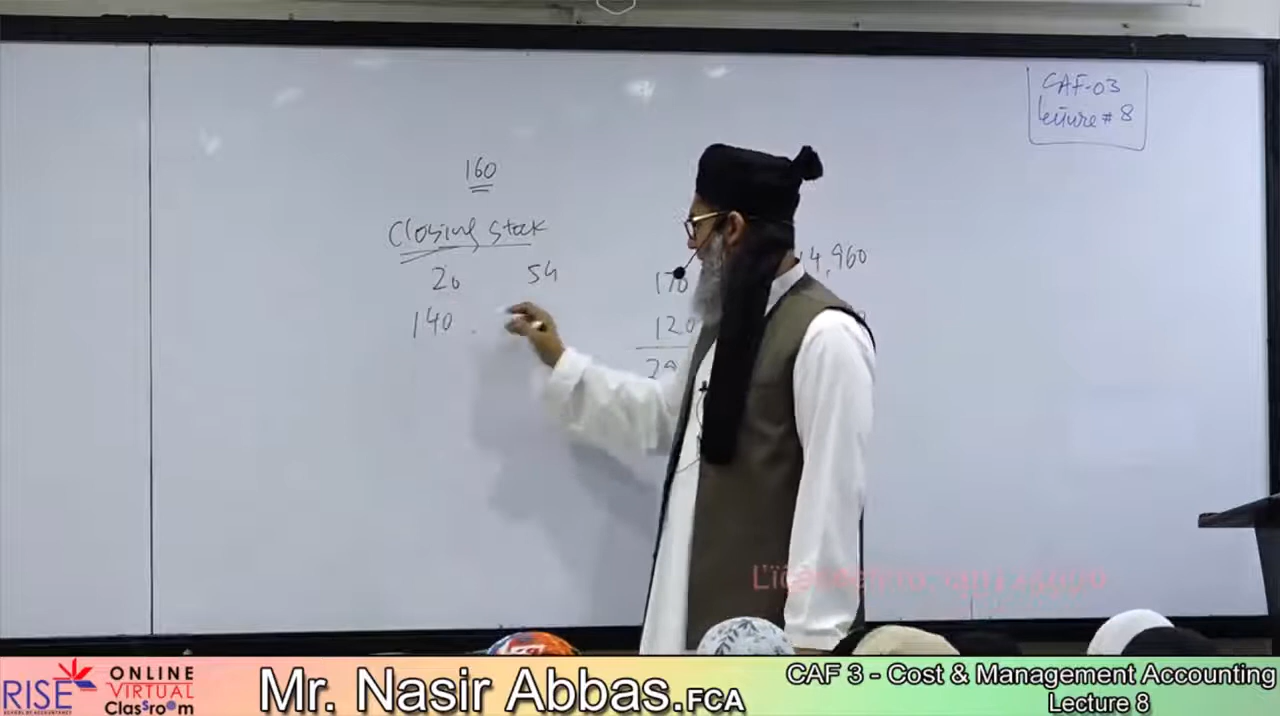 CAF-03
Lecture # 8
160
Closing stock
20 54
140
170 14,960
120
RISE ONLINE VIRTUAL Classroom
Mr. Nasir Abbas.FCA
CAF 3 - Cost & Management Accounting
Lecture 8